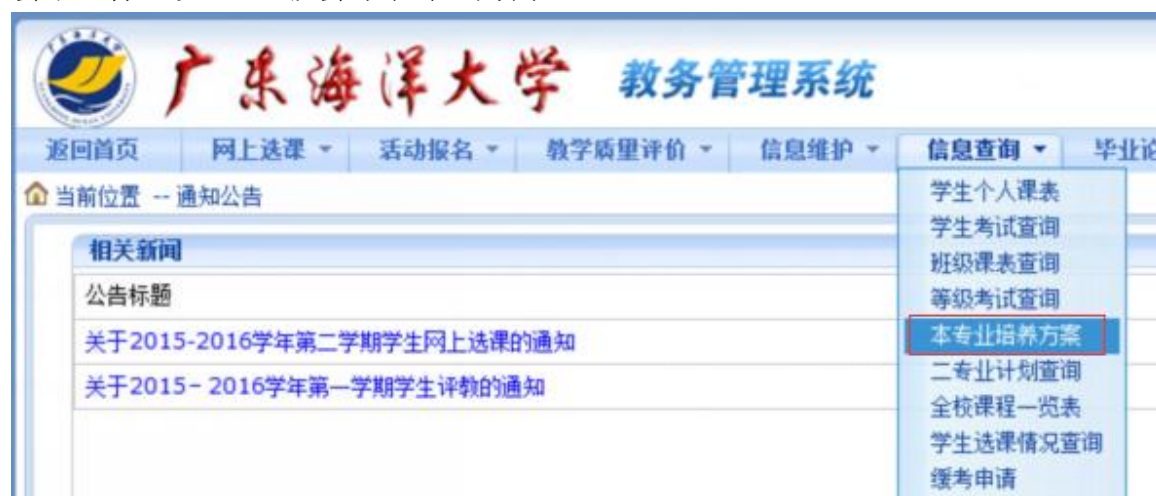 广东海洋大学 教务管理系统
返回首页 网上选课 活动报名 教学质里评价 信息维护 信息查询 毕业论
当前位置 -- 通知公告
相关新闻
公告标题
关于2015-2016学年第二学期学生网上选课的通知
关于2015-2016学年第一学期学生评教的通知
学生个人课表
学生考试查询
班级课表查询
等级考试查询
本专业培养方案
二专业计划查询
全校课程一览表
学生选课情况查询
缓考申请